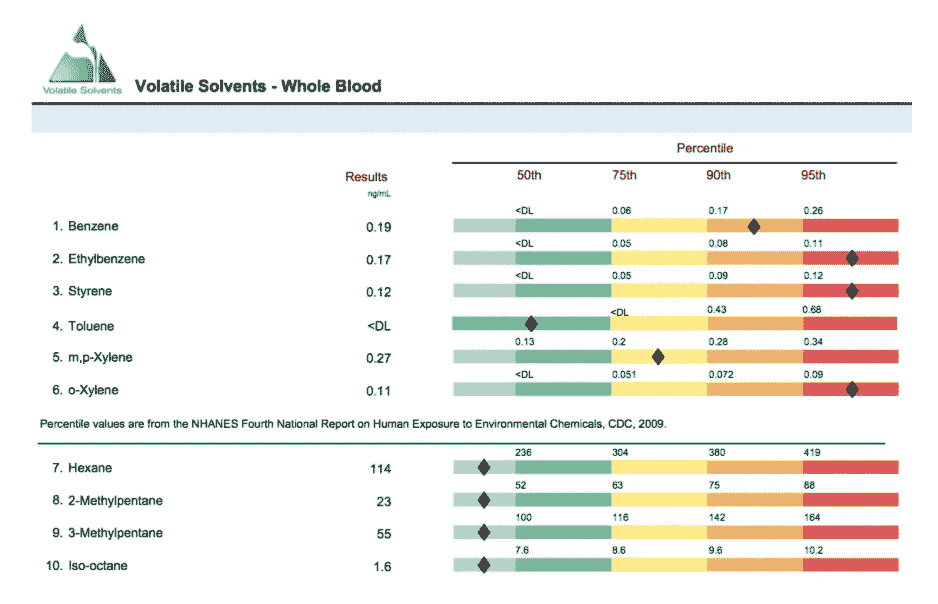 Volatile Solvents
Volatile Solvents - Whole Blood
Percentile
Results 50th 75th 90th 95th
ng/mL
<DL 0.06 0.17 0.26
1. Benzene 0.19
<DL 0.05 0.08 0.11
2. Ethylbenzene 0.17
<DL 0.05 0.09 0.12
3. Styrene 0.12
<DL 0.43 0.68
4. Toluene <DL
0.13 0.2 0.28 0.34
5. m,p-Xylene 0.27
<DL 0.051 0.072 0.09
6. o-Xylene 0.11
Percentile values are from the NHANES Fourth National Report on Human Exposure to Environmental Chemicals, CDC, 2009.
236 304 380 419
7. Hexane 114
52 63 75 88
8. 2-Methylpentane 23
100 116 142 164
9. 3-Methylpentane 55
7.6 8.6 9.6 10.2
10. Iso-octane 1.6